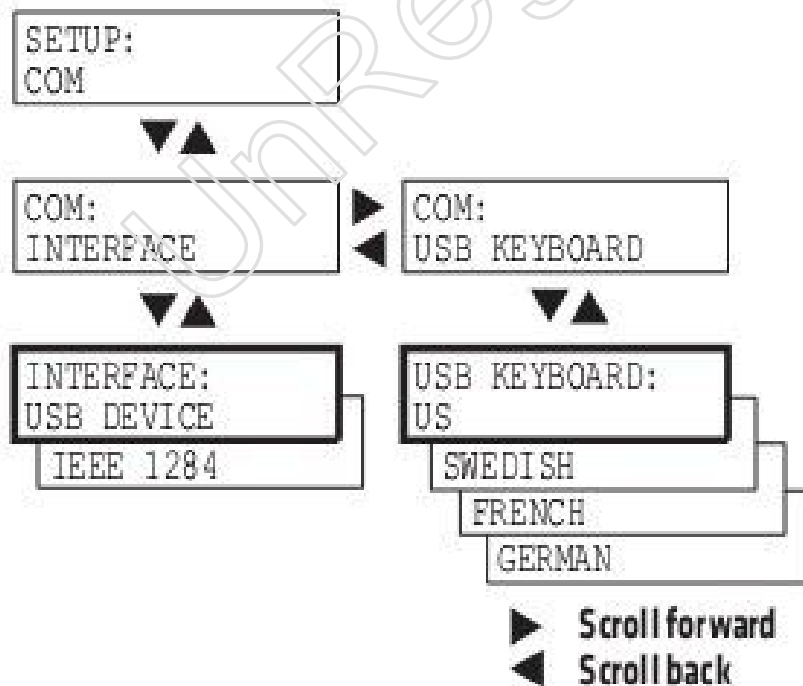 SETUP:
COM
COM:
INTERFACE
COM:
USB KEYBOARD
INTERFACE:
USB DEVICE
IEEE 1284
USB KEYBOARD:
US
SWEDISH
FRENCH
GERMAN
Scroll forward
Scroll back